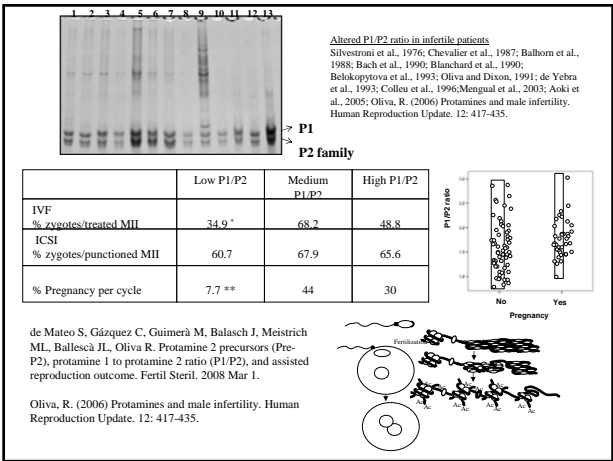 1 2 3 4 5 6 7 8 9 10 11 12 13
P1
P2 family
Altered P1/P2 ratio in infertile patients
Silvestroni et al., 1976; Chevalier et al., 1987; Balhorn et al.,
1988; Bach et al., 1990; Blanchard et al., 1990;
Belokopytova et al., 1993; Oliva and Dixon, 1991; de Yebra
et al., 1993; Colleu et al., 1996;Mengual et al., 2003; Aoki et
al., 2005; Oliva, R. (2006) Protamines and male infertility.
Human Reproduction Update. 12: 417-435.
Low P1/P2 Medium P1/P2 High P1/P2
IVF
% zygotes/treated MII 34.9 * 68.2 48.8
ICSI
% zygotes/punctioned MII 60.7 67.9 65.6
% Pregnancy per cycle 7.7 ** 44 30
P1/P2 ratio
No Yes
Pregnancy
de Mateo S, Gázquez C, Guimerà M, Balasch J, Meistrich
ML, Ballescà JL, Oliva R. Protamine 2 precursors (Pre-
P2), protamine 1 to protamine 2 ratio (P1/P2), and assisted
reproduction outcome. Fertil Steril. 2008 Mar 1.
Oliva, R. (2006) Protamines and male infertility. Human
Reproduction Update. 12: 417-435.
Fertilization
Ac Ac Ac Ac
Ac Ac Ac Ac